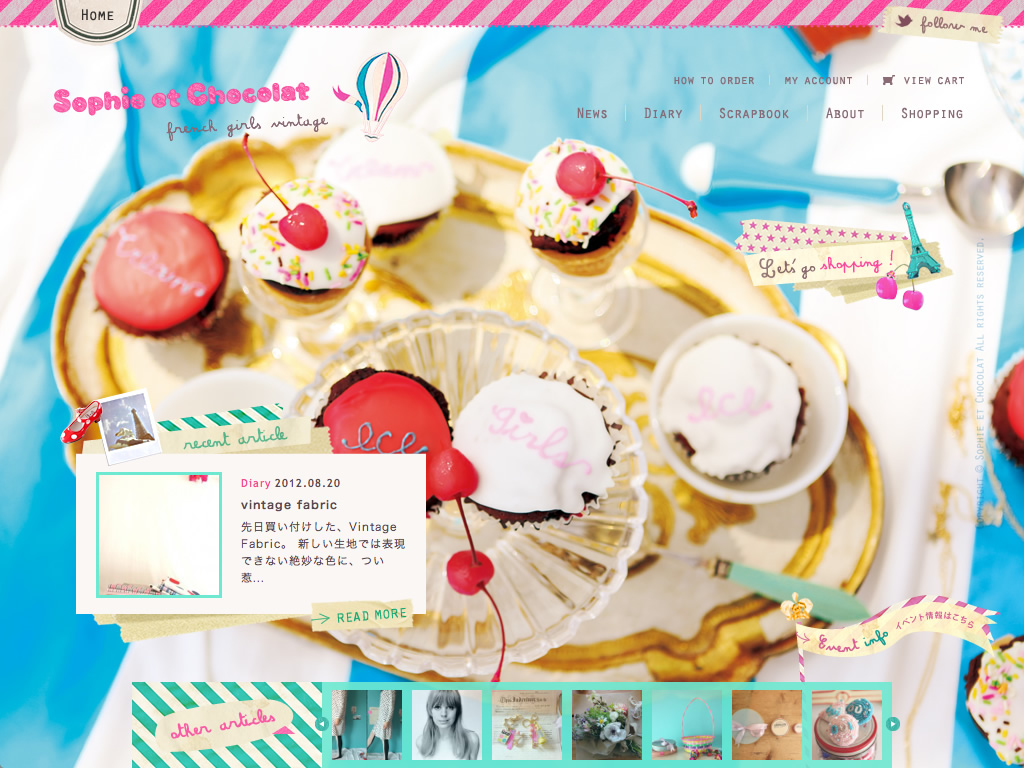 Home
follow me
HOW TO ORDER
MY ACCOUNT
VIEW CART
Sophie et Chocolat
french girls vintage
News
Diary
Scrapbook
About
Shopping
Let's go shopping!
ICE
girls
ICE
recent article
Diary 2012.08.20
vintage fabric
先日買い付けした、Vintage
Fabric。 新しい生地では表現
できない絶妙な色に、つい
惹...
READ MORE
Event info イベント情報はこちら
other articles
COPYRIGHT © SOPHIE ET CHOCOLAT ALL RIGHTS RESERVED.